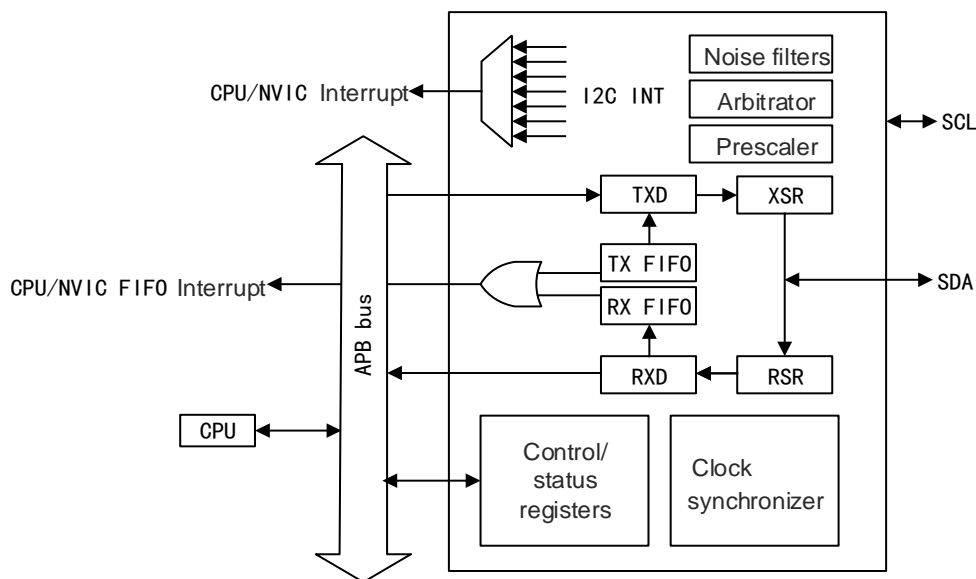 Noise filters
CPU/NVIC Interrupt
I2C INT
Arbitrator
SCL
Prescaler
TXD
XSR
TX FIFO
CPU/NVIC FIFO Interrupt
SDA
RX FIFO
APB bus
RXD
RSR
CPU
Control/
status
registers
Clock
synchronizer